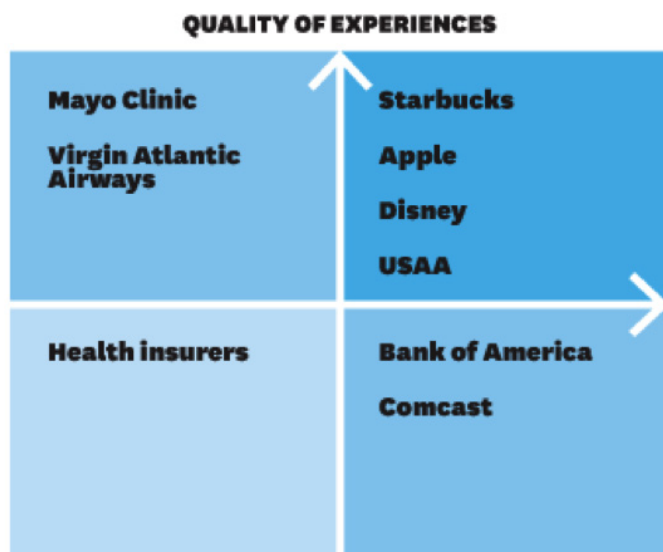 QUALITY OF EXPERIENCES
Mayo Clinic
Virgin Atlantic
Airways
Starbucks
Apple
Disney
USAA
Health insurers
Bank of America
Comcast